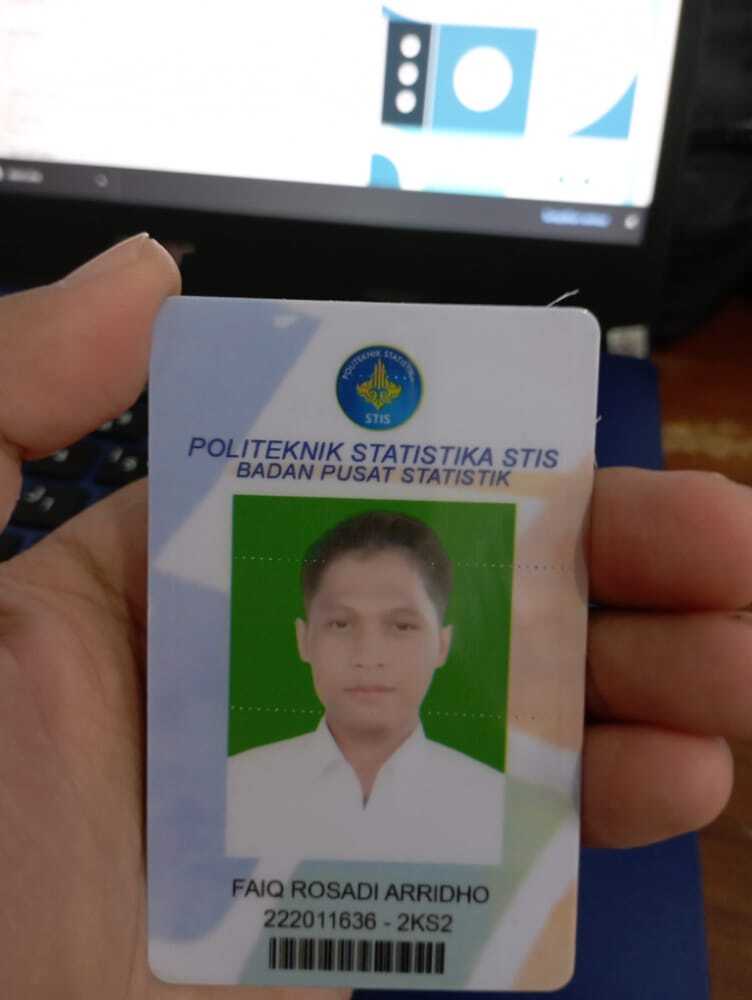 POLITEKNIK STATISTIKA
STIS
POLITEKNIK STATISTIKA STIS
BADAN PUSAT STATISTIK
FAIQ ROSADI ARRIDHO
222011636 - 2KS2